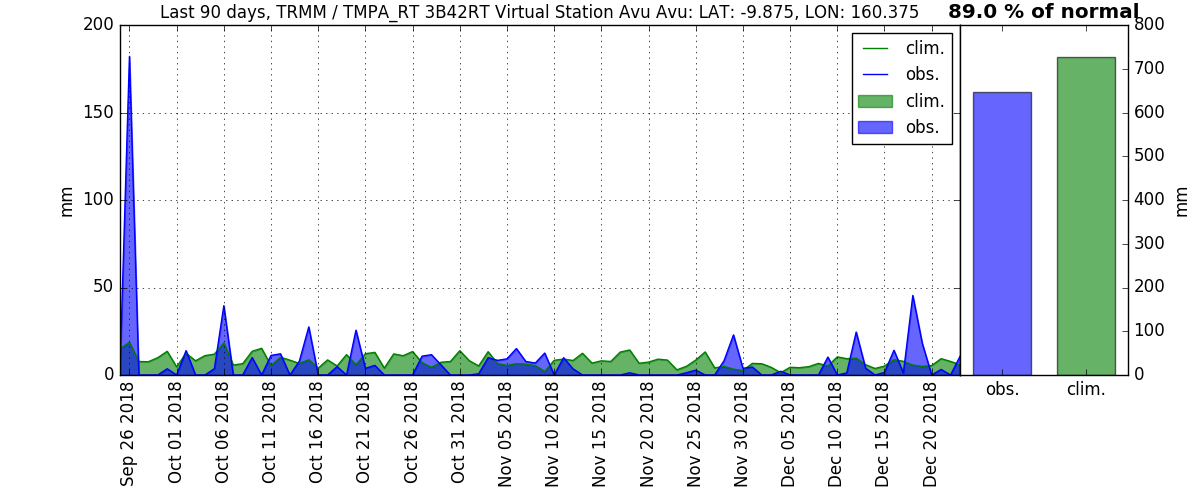 Last 90 days, TRMM / TMPA_RT 3B42RT Virtual Station Avu Avu: LAT: -9.875, LON: 160.375
89.0 % of normal
200
150
100
50
0
mm
clim.
obs.
clim.
obs.
800
700
600
500
400
300
200
100
0
mm
Sep 26 2018
Oct 01 2018
Oct 06 2018
Oct 11 2018
Oct 16 2018
Oct 21 2018
Oct 26 2018
Oct 31 2018
Nov 05 2018
Nov 10 2018
Nov 15 2018
Nov 20 2018
Nov 25 2018
Nov 30 2018
Dec 05 2018
Dec 10 2018
Dec 15 2018
Dec 20 2018
obs.
clim.